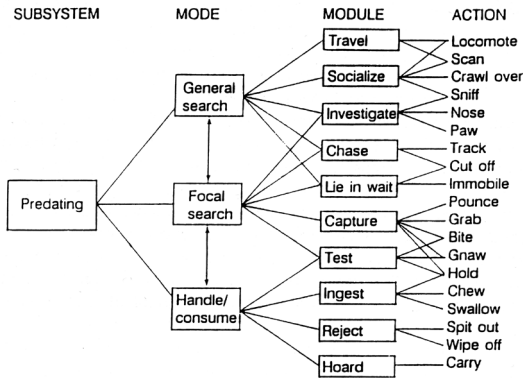 SUBSYSTEM MODE MODULE ACTION
Travel
Socialize
Investigate
Chase
Lie in wait
Capture
Test
Ingest
Reject
Hoard
General
search
Focal
search
Handle/
consume
Predating
Locomote
Scan
Crawl over
Sniff
Nose
Paw
Track
Cut off
Immobile
Pounce
Grab
Bite
Gnaw
Hold
Chew
Swallow
Spit out
Wipe off
Carry